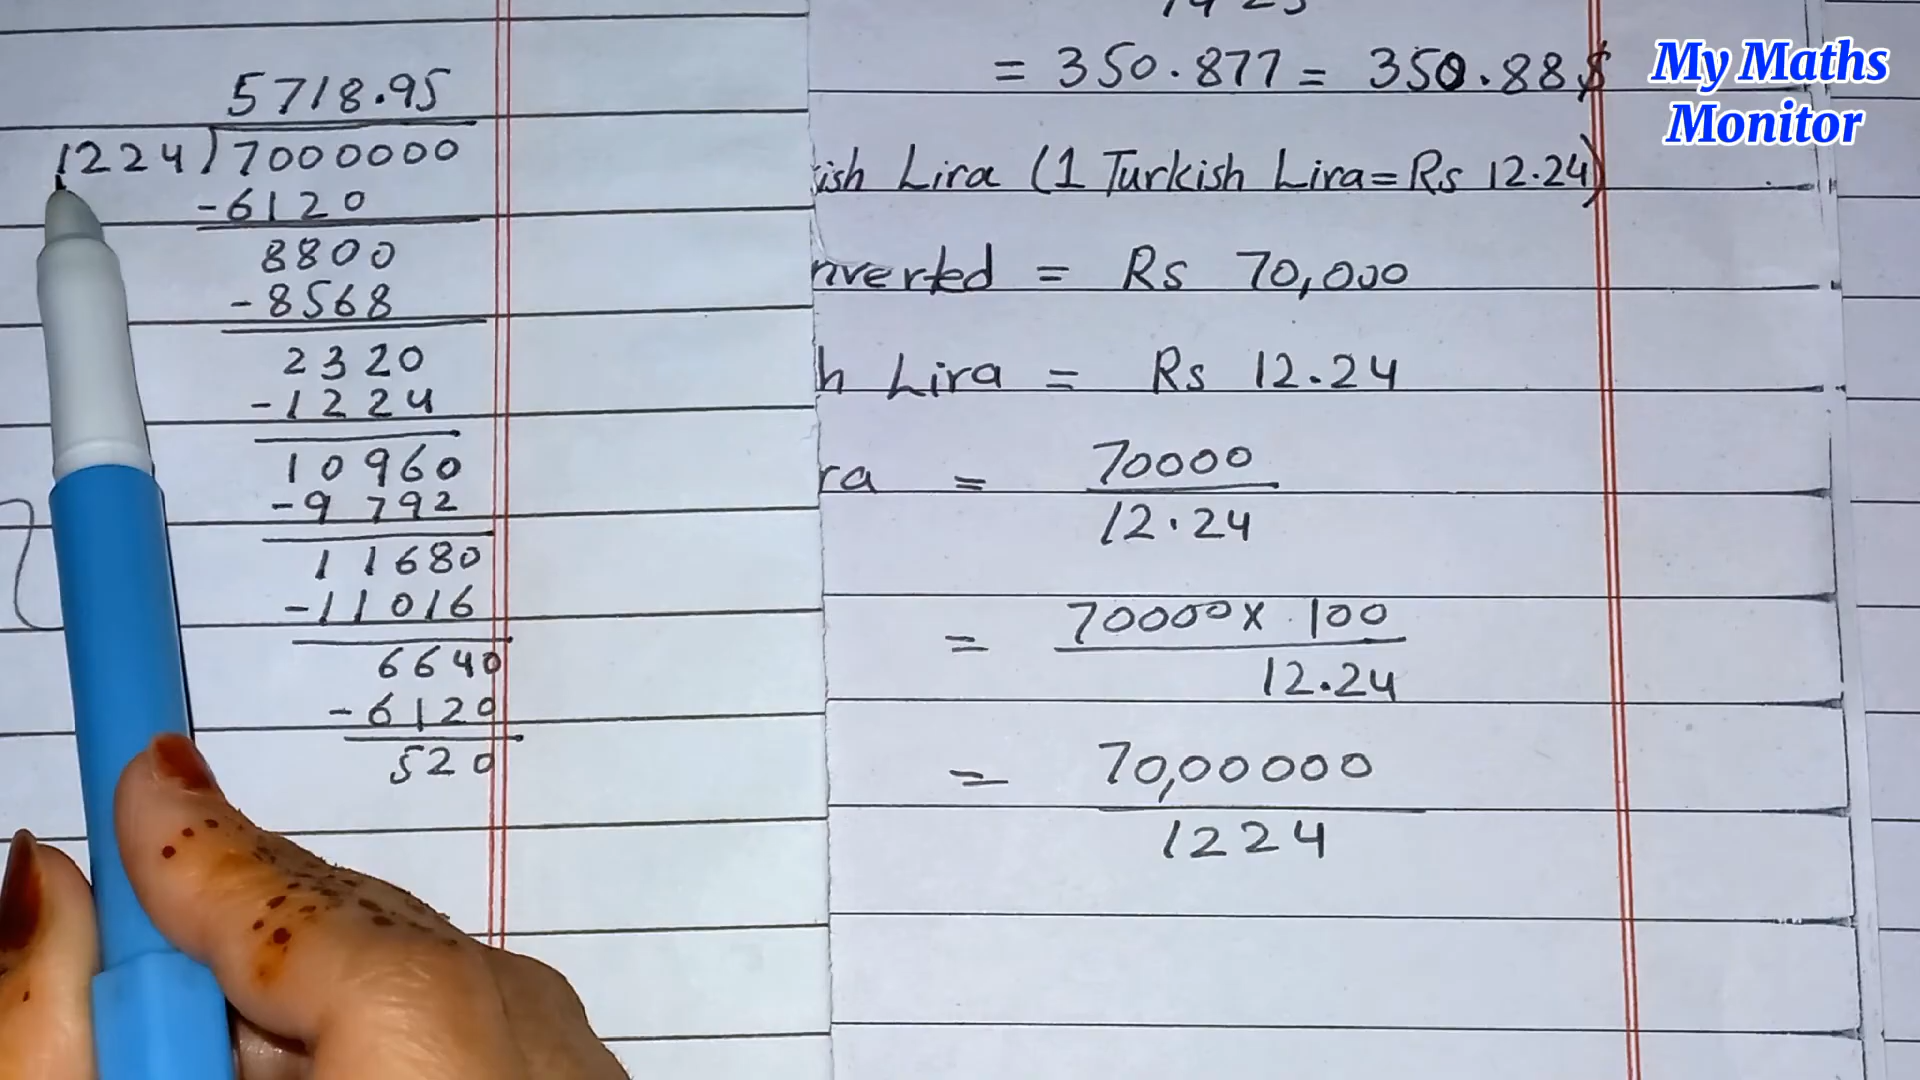 5718.95
1224)7000000
-6120
8800
-8568
2320
-1224
10960
-9792
11680
-11016
6640
-6120
520
= 350.877 = 350.88 $
kish Lira (1 Turkish Lira = Rs 12.24)
nverted = Rs 70,000
h Lira = Rs 12.24
ra = 70000
12.24
= 70000 x 100
12.24
= 70,00000
1224
My Maths
Monitor